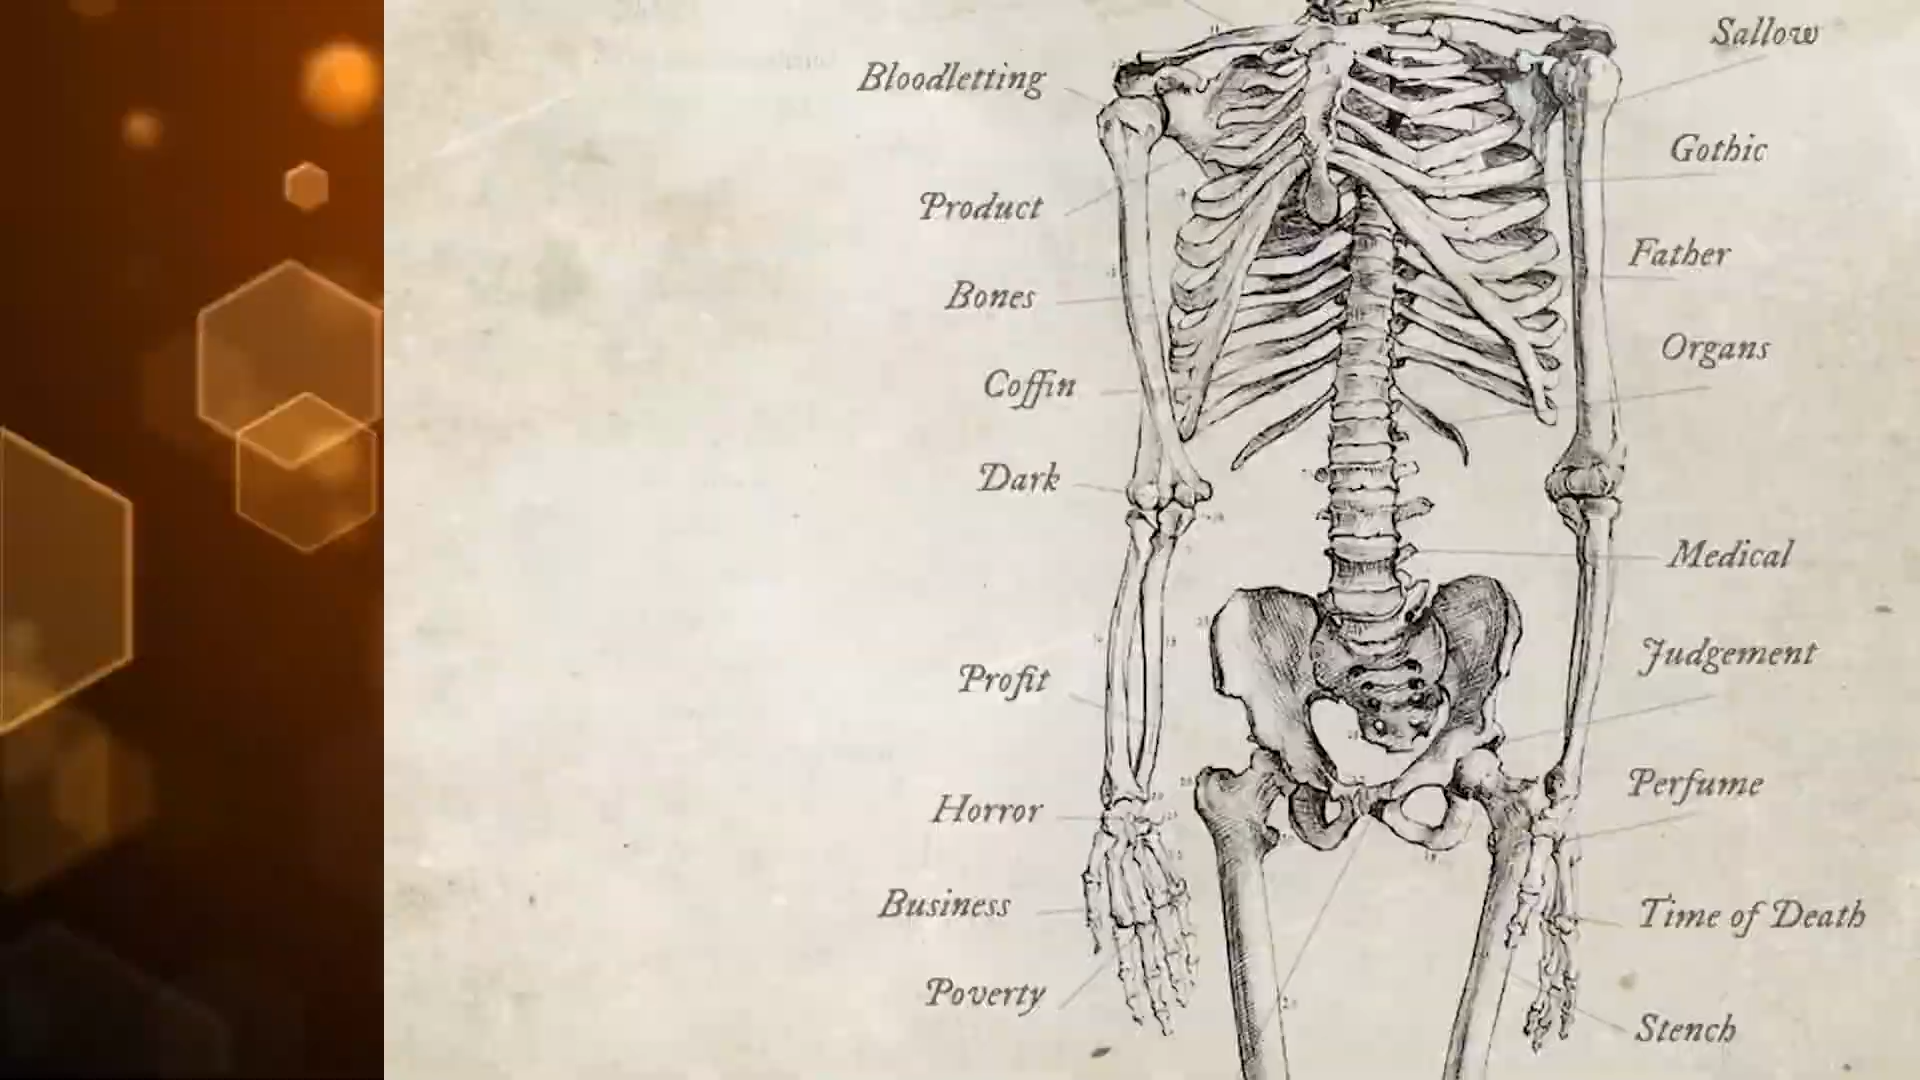 Bloodletting
Product
Bones
Coffin
Dark
Profit
Horror
Business
Poverty
Sallow
Gothic
Father
Organs
Medical
Judgement
Perfume
Time of Death
Stench